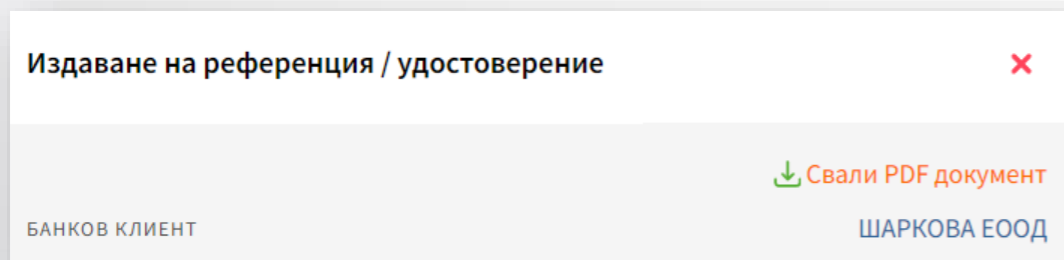 Издаване на референция / удостоверение
Свали PDF документ
БАНКОВ КЛИЕНТ ШАРКОВА ЕООД